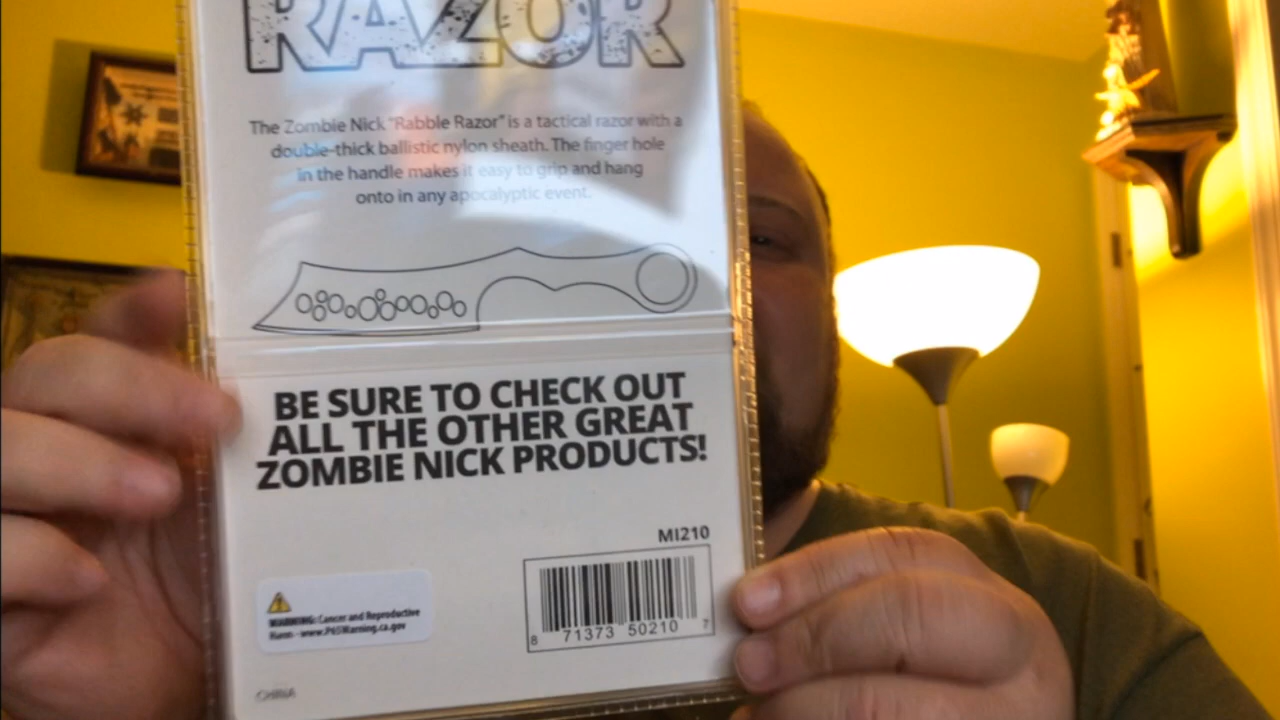 RAZOR
The Zombie Nick "Rabble Razor" is a tactical razor with a
double-thick ballistic nylon sheath. The finger hole
in the handle makes it easy to grip and hang
onto in any apocalyptic event.
BE SURE TO CHECK OUT
ALL THE OTHER GREAT
ZOMBIE NICK PRODUCTS!
MI210
8 71373 50210 7
WARNING: Cancer and Reproductive
Harm - www.P65Warning.ca.gov
CHINA